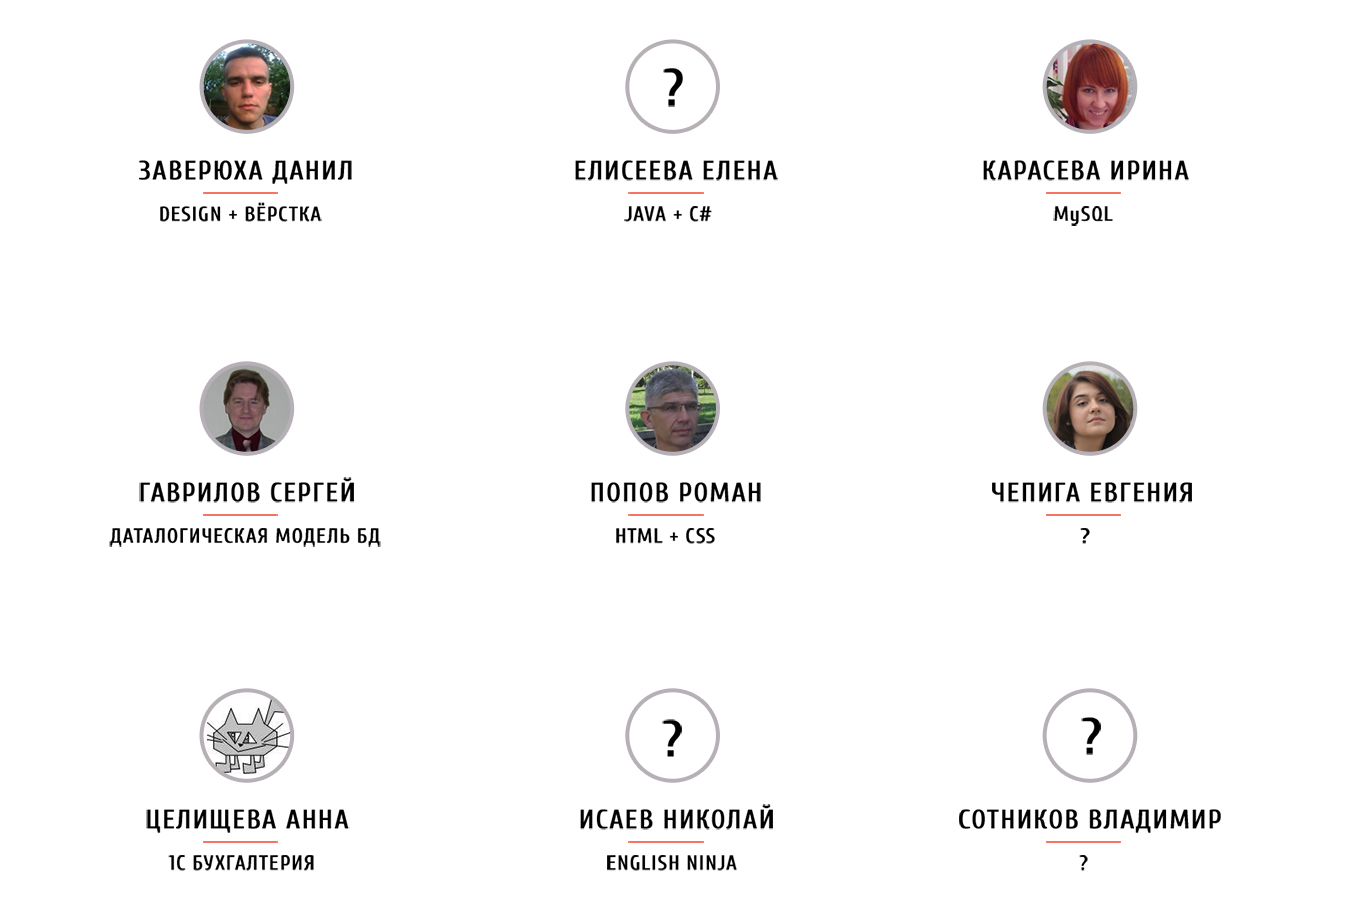 ?
ЗАВЕРЮХА ДАНИЛ
ЕЛИСЕЕВА ЕЛЕНА
КАРАСЕВА ИРИНА
DESIGN + ВЁРСТКА
JAVA + C#
MySQL
ГАВРИЛОВ СЕРГЕЙ
ПОПОВ РОМАН
ЧЕПИГА ЕВГЕНИЯ
ДАТАЛОГИЧЕСКАЯ МОДЕЛЬ БД
HTML + CSS
?
?
?
ЦЕЛИЩЕВА АННА
ИСАЕВ НИКОЛАЙ
СОТНИКОВ ВЛАДИМИР
1С БУХГАЛТЕРИЯ
ENGLISH NINJA
?